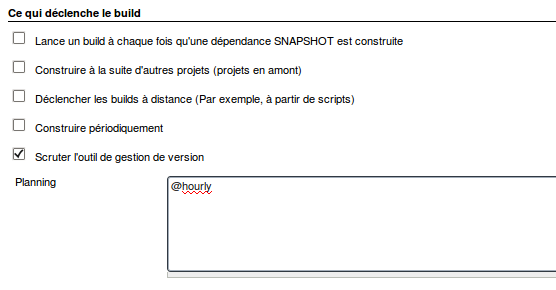 Ce qui déclenche le build
Lance un build à chaque fois qu'une dépendance SNAPSHOT est construite
Construire à la suite d'autres projets (projets en amont)
Déclencher les builds à distance (Par exemple, à partir de scripts)
Construire périodiquement
Scruter l'outil de gestion de version
Planning
@hourly